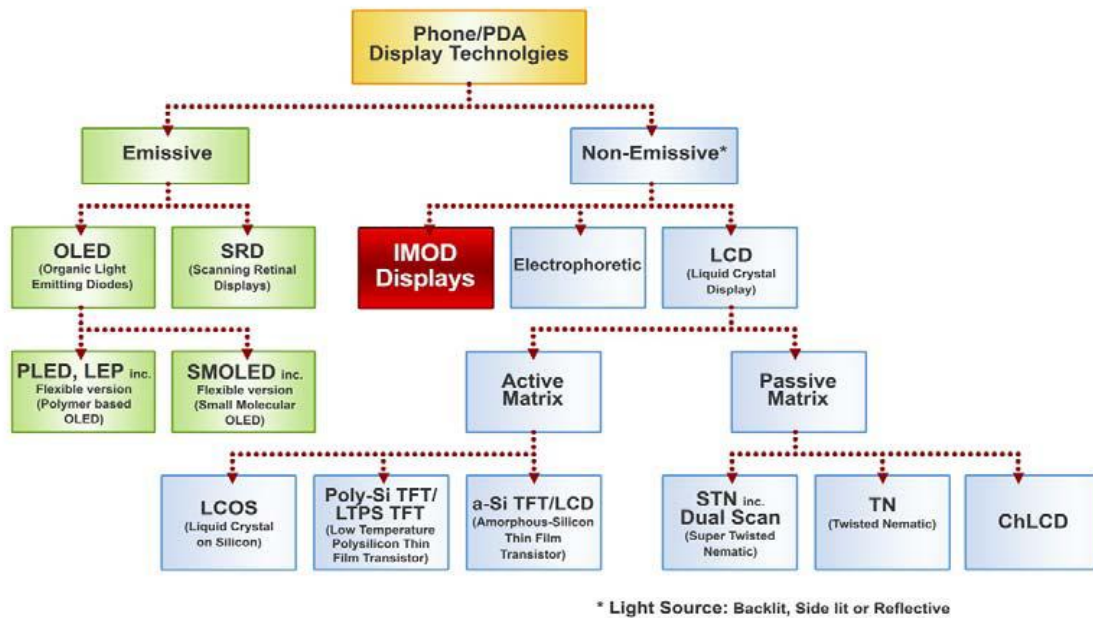 Phone/PDA
Display Technolgies
Emissive
Non-Emissive*
OLED
(Organic Light
Emitting Diodes)
SRD
(Scanning Retinal
Displays)
IMOD
Displays
Electrophoretic
LCD
(Liquid Crystal
Display)
PLED, LEP inc.
Flexible version
(Polymer based
OLED)
SMOLED inc.
Flexible version
(Small Molecular
OLED)
Active
Matrix
Passive
Matrix
LCOS
(Liquid Crystal
on Silicon)
Poly-Si TFT/
LTPS TFT
(Low Temperature
Polysilicon Thin
Film Transistor)
a-Si TFT/LCD
(Amorphous-Silicon
Thin Film
Transistor)
STN inc.
Dual Scan
(Super Twisted
Nematic)
TN
(Twisted Nematic)
ChLCD
* Light Source: Backlit, Side lit or Reflective